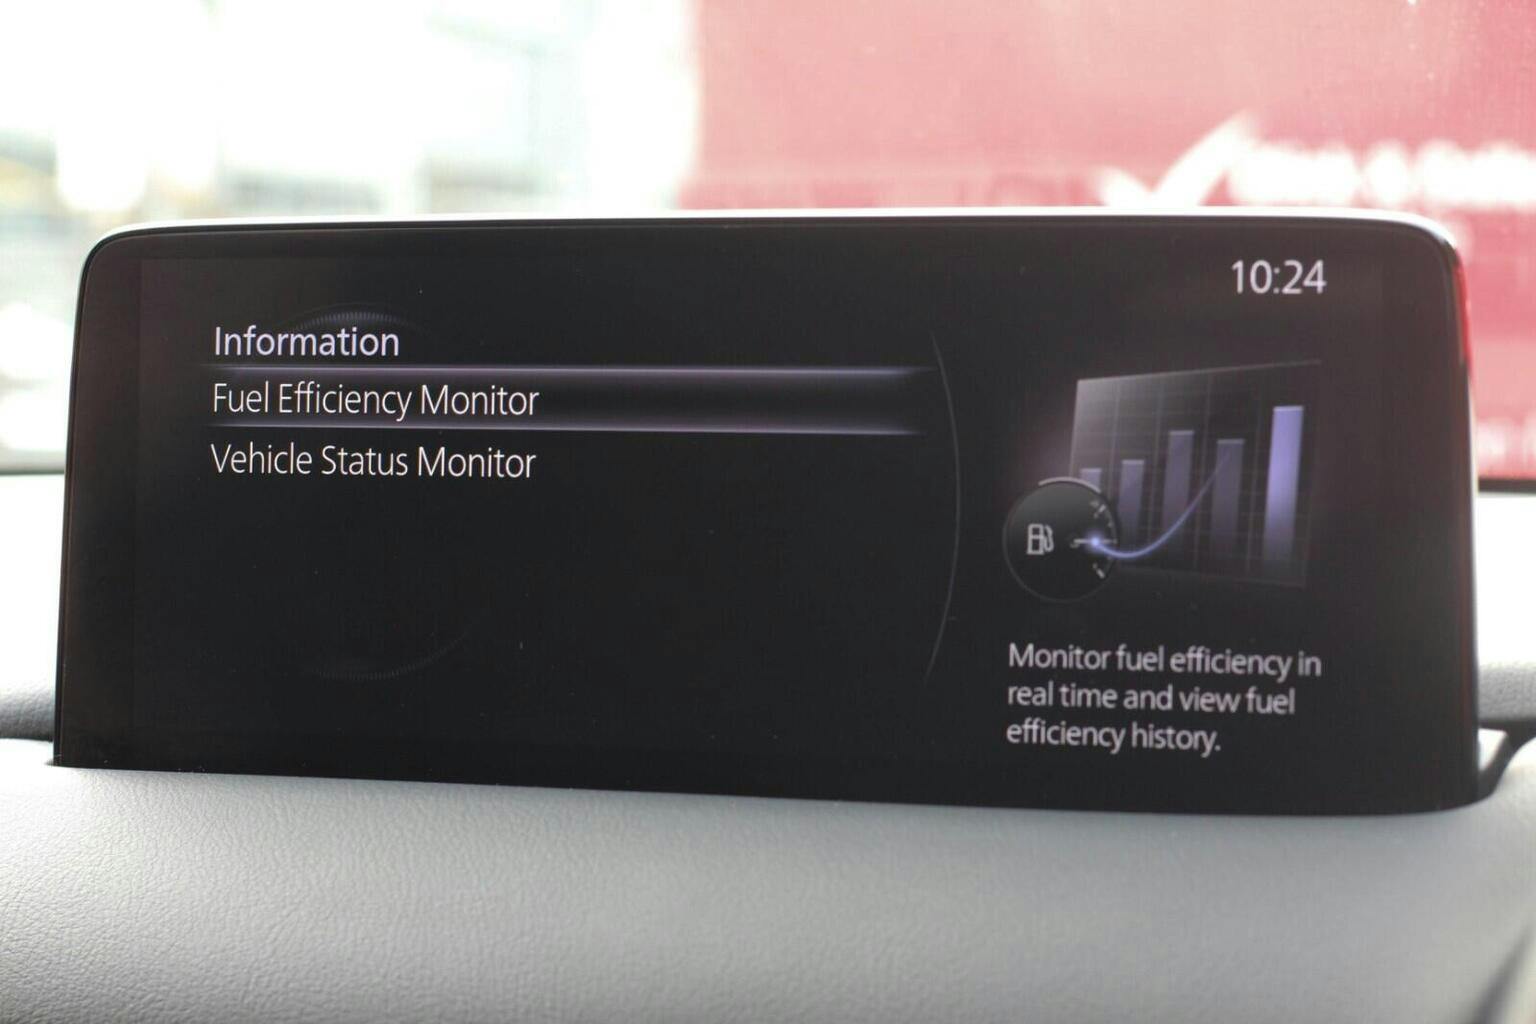 10:24
Information
Fuel Efficiency Monitor
Vehicle Status Monitor
Monitor fuel efficiency in
real time and view fuel
efficiency history.